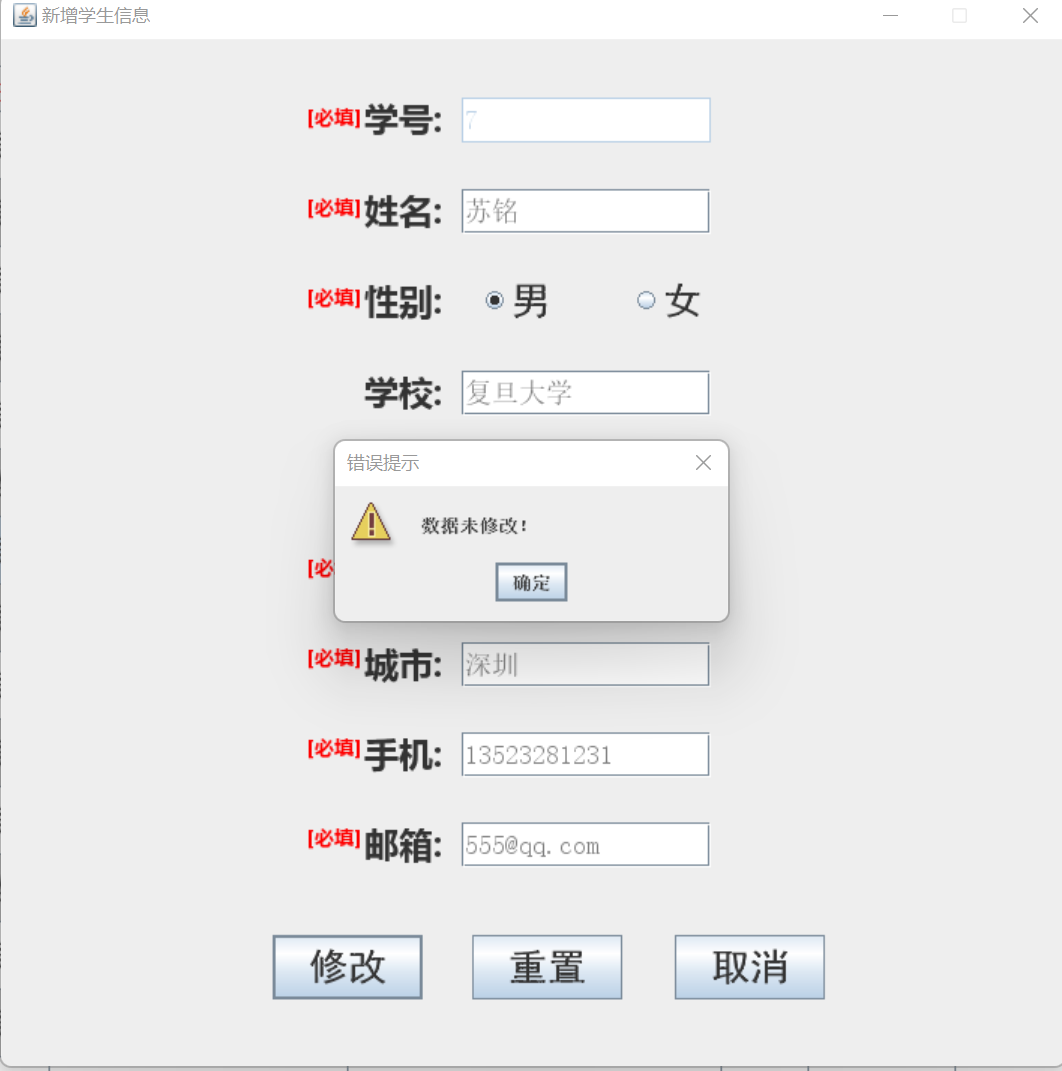 新增学生信息
[必填]学号: 7
[必填]姓名: 苏铭
[必填]性别: 男 女
学校: 复旦大学
错误提示
数据未修改!
确定
[必
[必填]城市: 深圳
[必填]手机: 13523281231
[必填]邮箱: 555@qq.com
修改 重置 取消